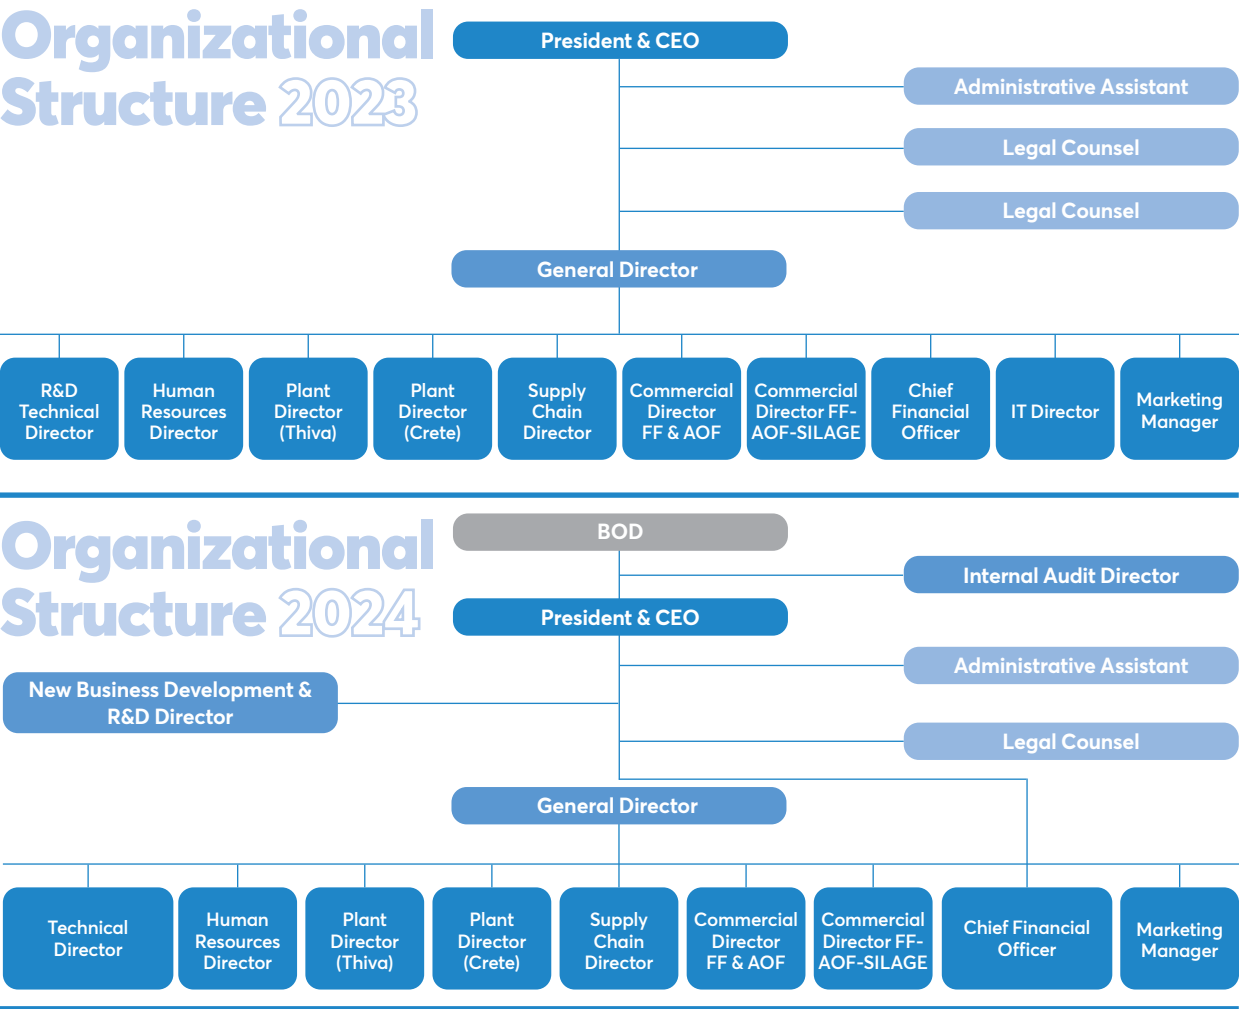 Organizational
Structure 2023
President & CEO
Administrative Assistant
Legal Counsel
Legal Counsel
General Director
R&D
Technical
Director
Human
Resources
Director
Plant
Director
(Thiva)
Plant
Director
(Crete)
Supply
Chain
Director
Commercial
Director
FF & AOF
Commercial
Director FF-
AOF-SILAGE
Chief
Financial
Officer
IT Director
Marketing
Manager
Organizational
Structure 2024
BOD
Internal Audit Director
President & CEO
Administrative Assistant
New Business Development &
R&D Director
Legal Counsel
General Director
Technical
Director
Human
Resources
Director
Plant
Director
(Thiva)
Plant
Director
(Crete)
Supply
Chain
Director
Commercial
Director
FF & AOF
Commercial
Director FF-
AOF-SILAGE
Chief Financial
Officer
Marketing
Manager